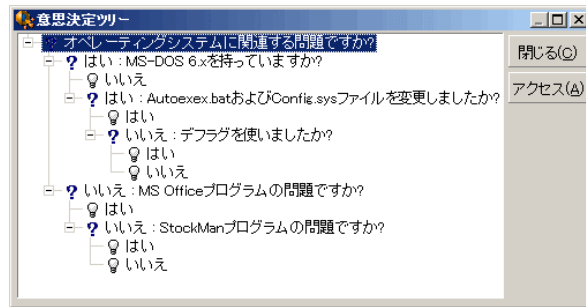 意思決定ツリー
オペレーティングシステムに関連する問題ですか?
? はい : MS-DOS 6.xを持っていますか?
いいえ
? はい : Autoexex.batおよびConfig.sysファイルを変更しましたか?
はい
? いいえ : デフラグを使いましたか?
はい
いいえ
? いいえ : MS Officeプログラムの問題ですか?
はい
? いいえ : StockManプログラムの問題ですか?
はい
いいえ
閉じる(C)
アクセス(A)